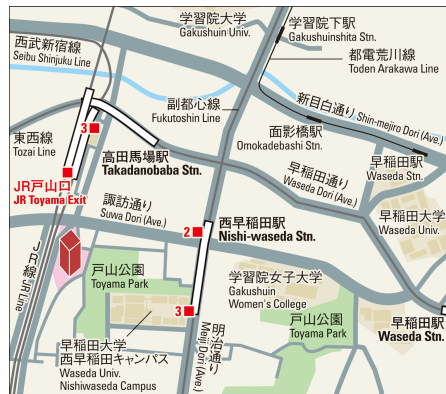 学習院大学
Gakushuin Univ.
学習院下駅
Gakushuinshita Stn.
西武新宿線
Seibu Shinjuku Line
都電荒川線
Toden Arakawa Line
副都心線
Fukutoshin Line
新目白通り Shin-mejiro Dori (Ave.)
東西線
Tozai Line
3
高田馬場駅
Takadanobaba Stn.
面影橋駅
Omokadebashi Stn.
早稲田通り
Waseda Dori (Ave.)
早稲田駅
Waseda Stn.
JR戸山口
JR Toyama Exit
諏訪通り
Suwa Dori (Ave.)
2
西早稲田駅
Nishi-waseda Stn.
早稲田大学
Waseda Univ.
JR線 JR Line
戸山公園
Toyama Park
学習院女子大学
Gakushuin
Women's College
3
戸山公園
Toyama Park
早稲田駅
Waseda Stn.
早稲田大学
西早稲田キャンパス
Waseda Univ.
Nishiwaseda Campus
明治通り
Meiji Dori (Ave.)